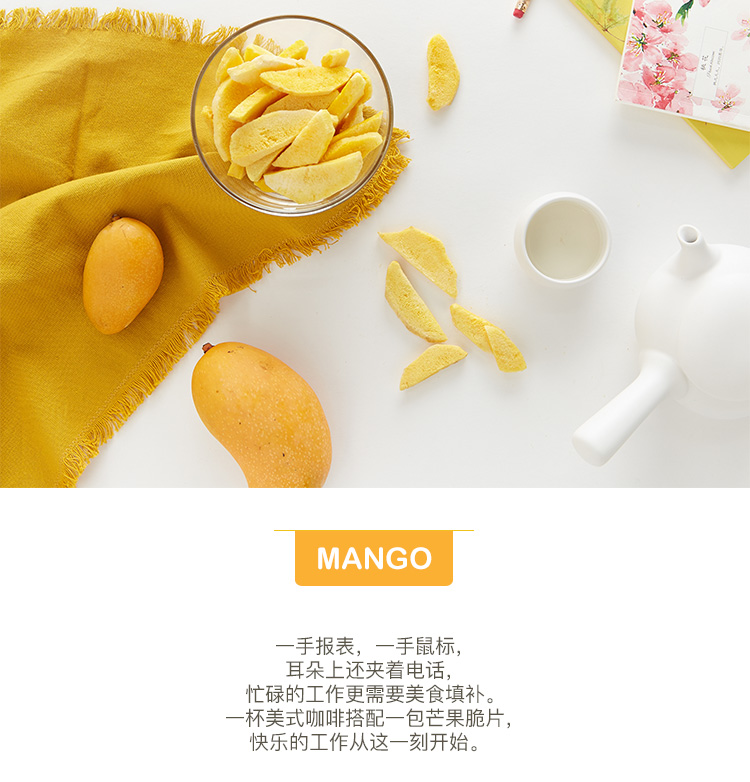 MANGO
一手报表，一手鼠标，
耳朵上还夹着电话，
忙碌的工作更需要美食填补。
一杯美式咖啡搭配一包芒果脆片，
快乐的工作从这一刻开始。